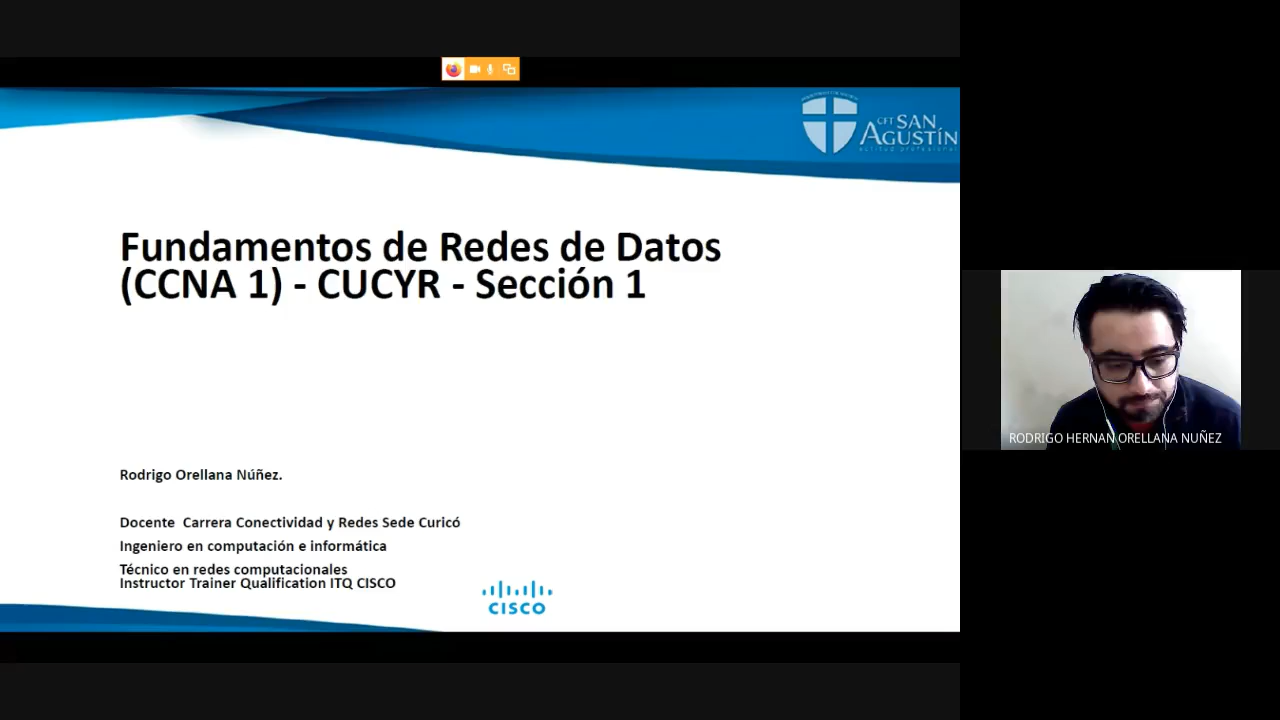 CFT SAN
AGUSTÍN
actitud profesional
Fundamentos de Redes de Datos
(CCNA 1) - CUCYR - Sección 1
Rodrigo Orellana Núñez.
Docente Carrera Conectividad y Redes Sede Curicó
Ingeniero en computación e informática
Técnico en redes computacionales
Instructor Trainer Qualification ITQ CISCO
CISCO
RODRIGO HERNAN ORELLANA NUÑEZ